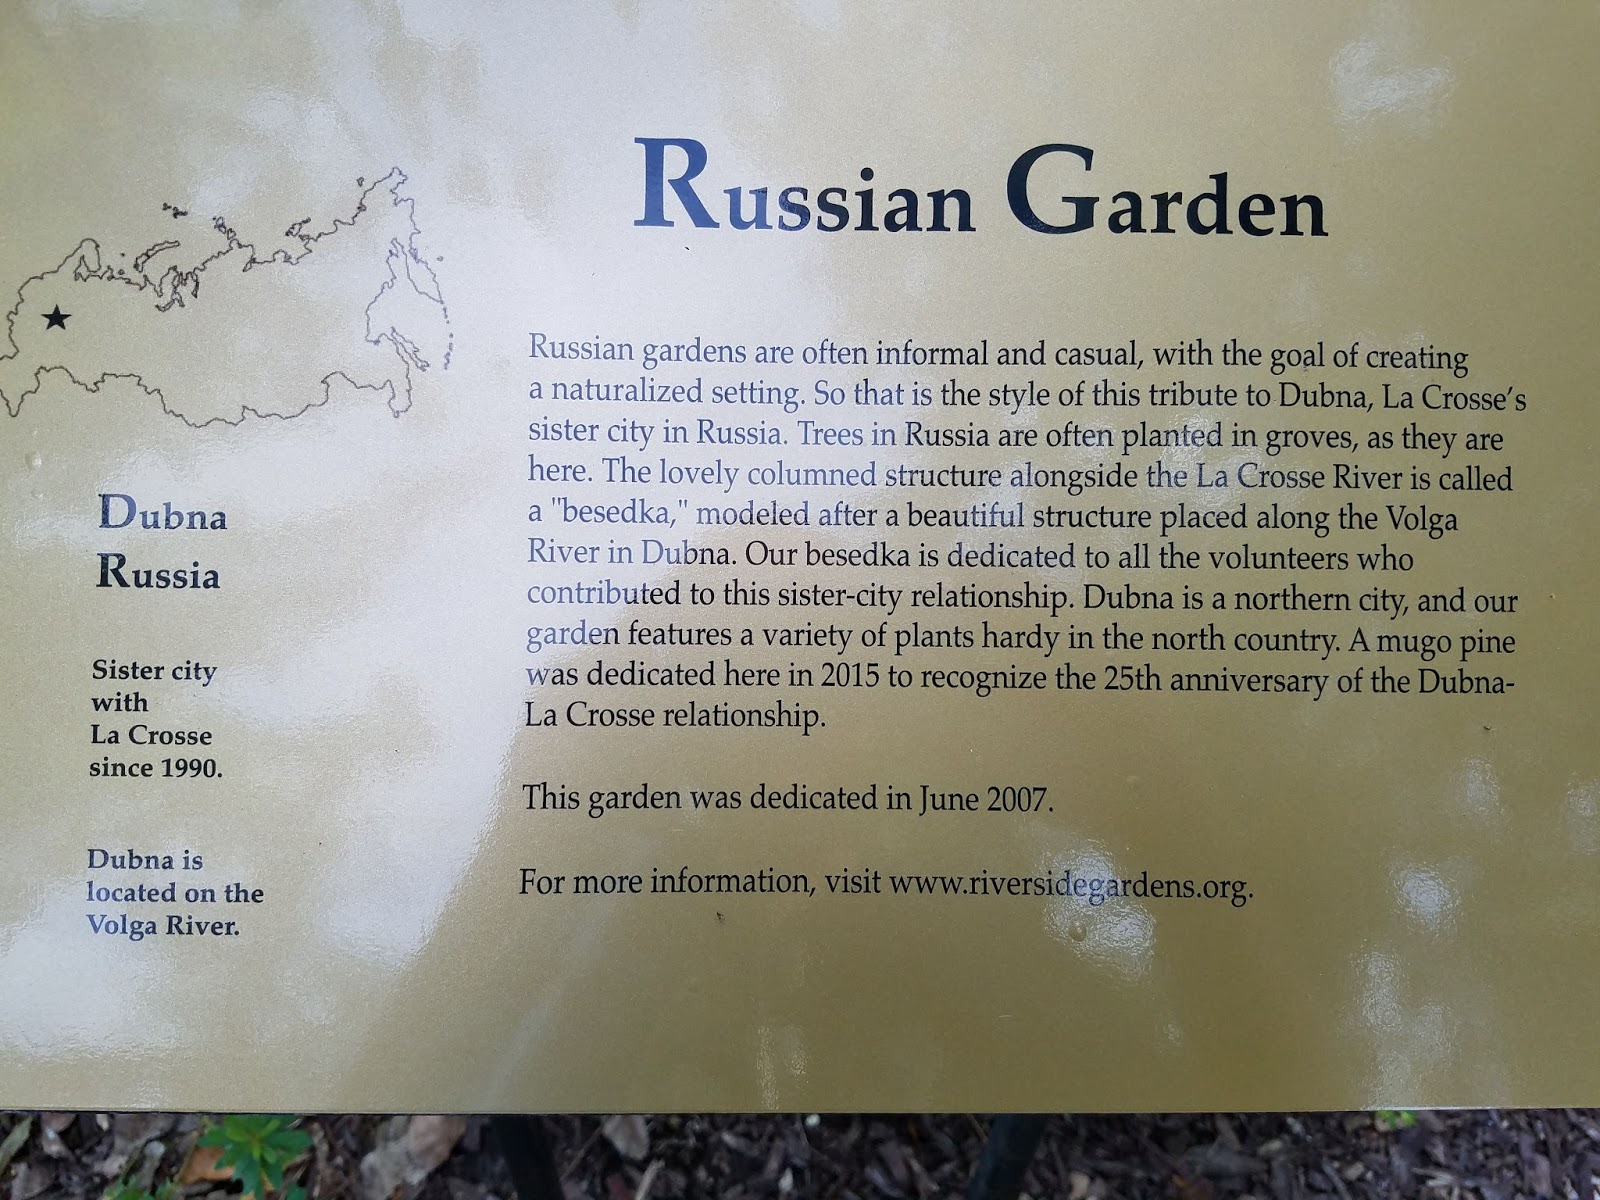 Russian Garden
Russian gardens are often informal and casual, with the goal of creating
a naturalized setting. So that is the style of this tribute to Dubna, La Crosse's
sister city in Russia. Trees in Russia are often planted in groves, as they are
here. The lovely columned structure alongside the La Crosse River is called
a "besedka," modeled after a beautiful structure placed along the Volga
River in Dubna. Our besedka is dedicated to all the volunteers who
contributed to this sister-city relationship. Dubna is a northern city, and our
garden features a variety of plants hardy in the north country. A mugo pine
was dedicated here in 2015 to recognize the 25th anniversary of the Dubna-
La Crosse relationship.
This garden was dedicated in June 2007.
For more information, visit www.riversidegardens.org.
Dubna
Russia
Sister city
with
La Crosse
since 1990.
Dubna is
located on the
Volga River.